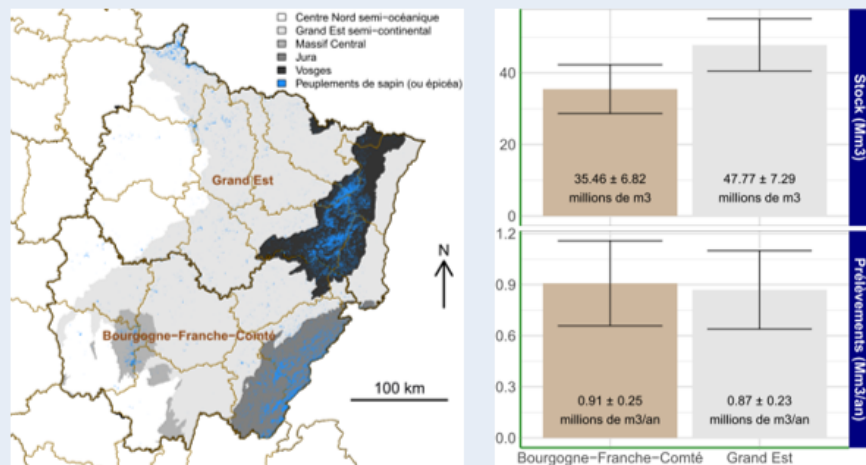 Centre Nord semi-océanique
Grand Est semi-continental
Massif Central
Jura
Vosges
Peuplements de sapin (ou épicéa)
Grand Est
Bourgogne-Franche-Comté
N
100 km
40
20
0
35.46 ± 6.82
millions de m3
47.77 ± 7.29
millions de m3
Stock (Mm3)
1.2
0.9
0.6
0.3
0.0
0.91 ± 0.25
millions de m3/an
0.87 ± 0.23
millions de m3/an
Prélèvements (Mm3/an)
Bourgogne-Franche-Comté
Grand Est